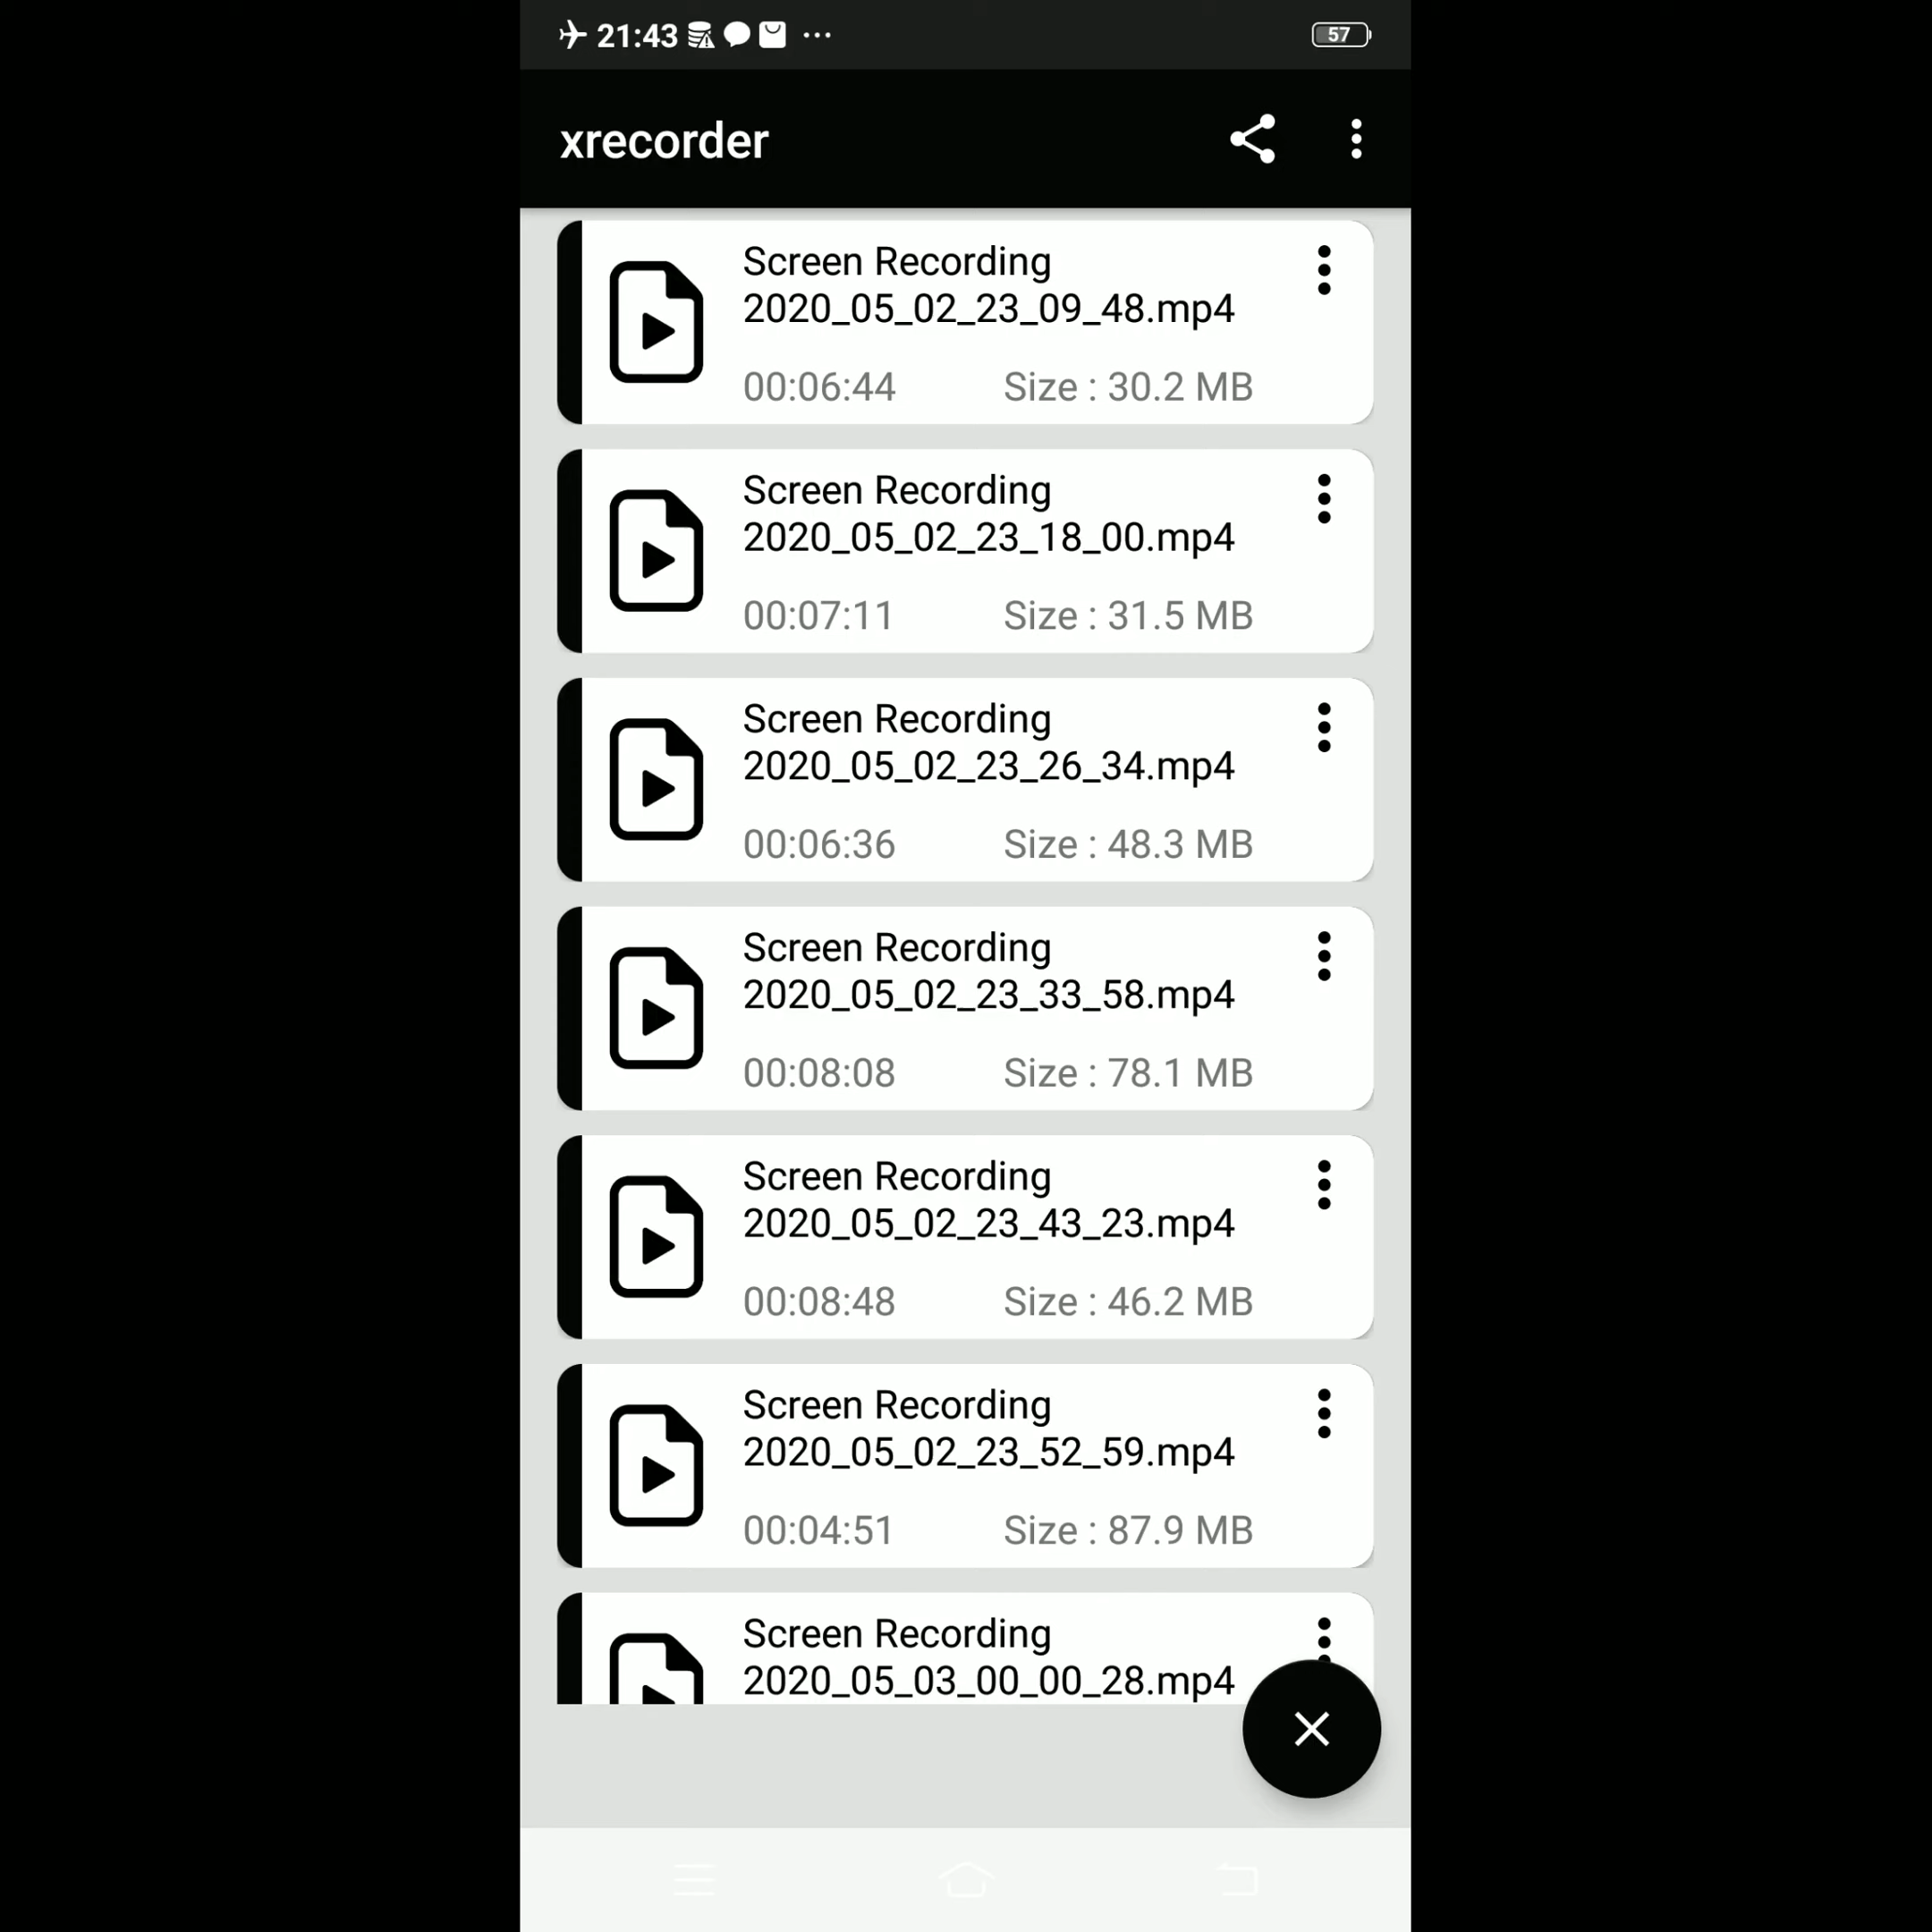 21:43 ... 57
xrecorder
Screen Recording
2020_05_02_23_09_48.mp4
00:06:44 Size : 30.2 MB
Screen Recording
2020_05_02_23_18_00.mp4
00:07:11 Size : 31.5 MB
Screen Recording
2020_05_02_23_26_34.mp4
00:06:36 Size : 48.3 MB
Screen Recording
2020_05_02_23_33_58.mp4
00:08:08 Size : 78.1 MB
Screen Recording
2020_05_02_23_43_23.mp4
00:08:48 Size : 46.2 MB
Screen Recording
2020_05_02_23_52_59.mp4
00:04:51 Size : 87.9 MB
Screen Recording
2020_05_03_00_00_28.mp4